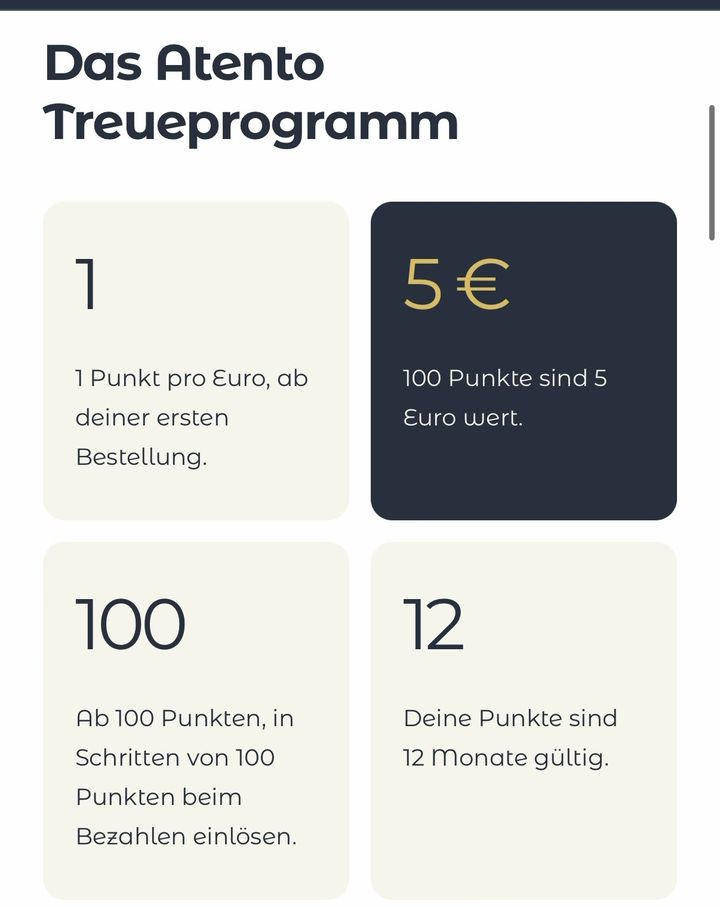 Das Atento
Treueprogramm
1
1 Punkt pro Euro, ab
deiner ersten
Bestellung.
5 €
100 Punkte sind 5
Euro wert.
100
Ab 100 Punkten, in
Schritten von 100
Punkten beim
Bezahlen einlösen.
12
Deine Punkte sind
12 Monate gültig.